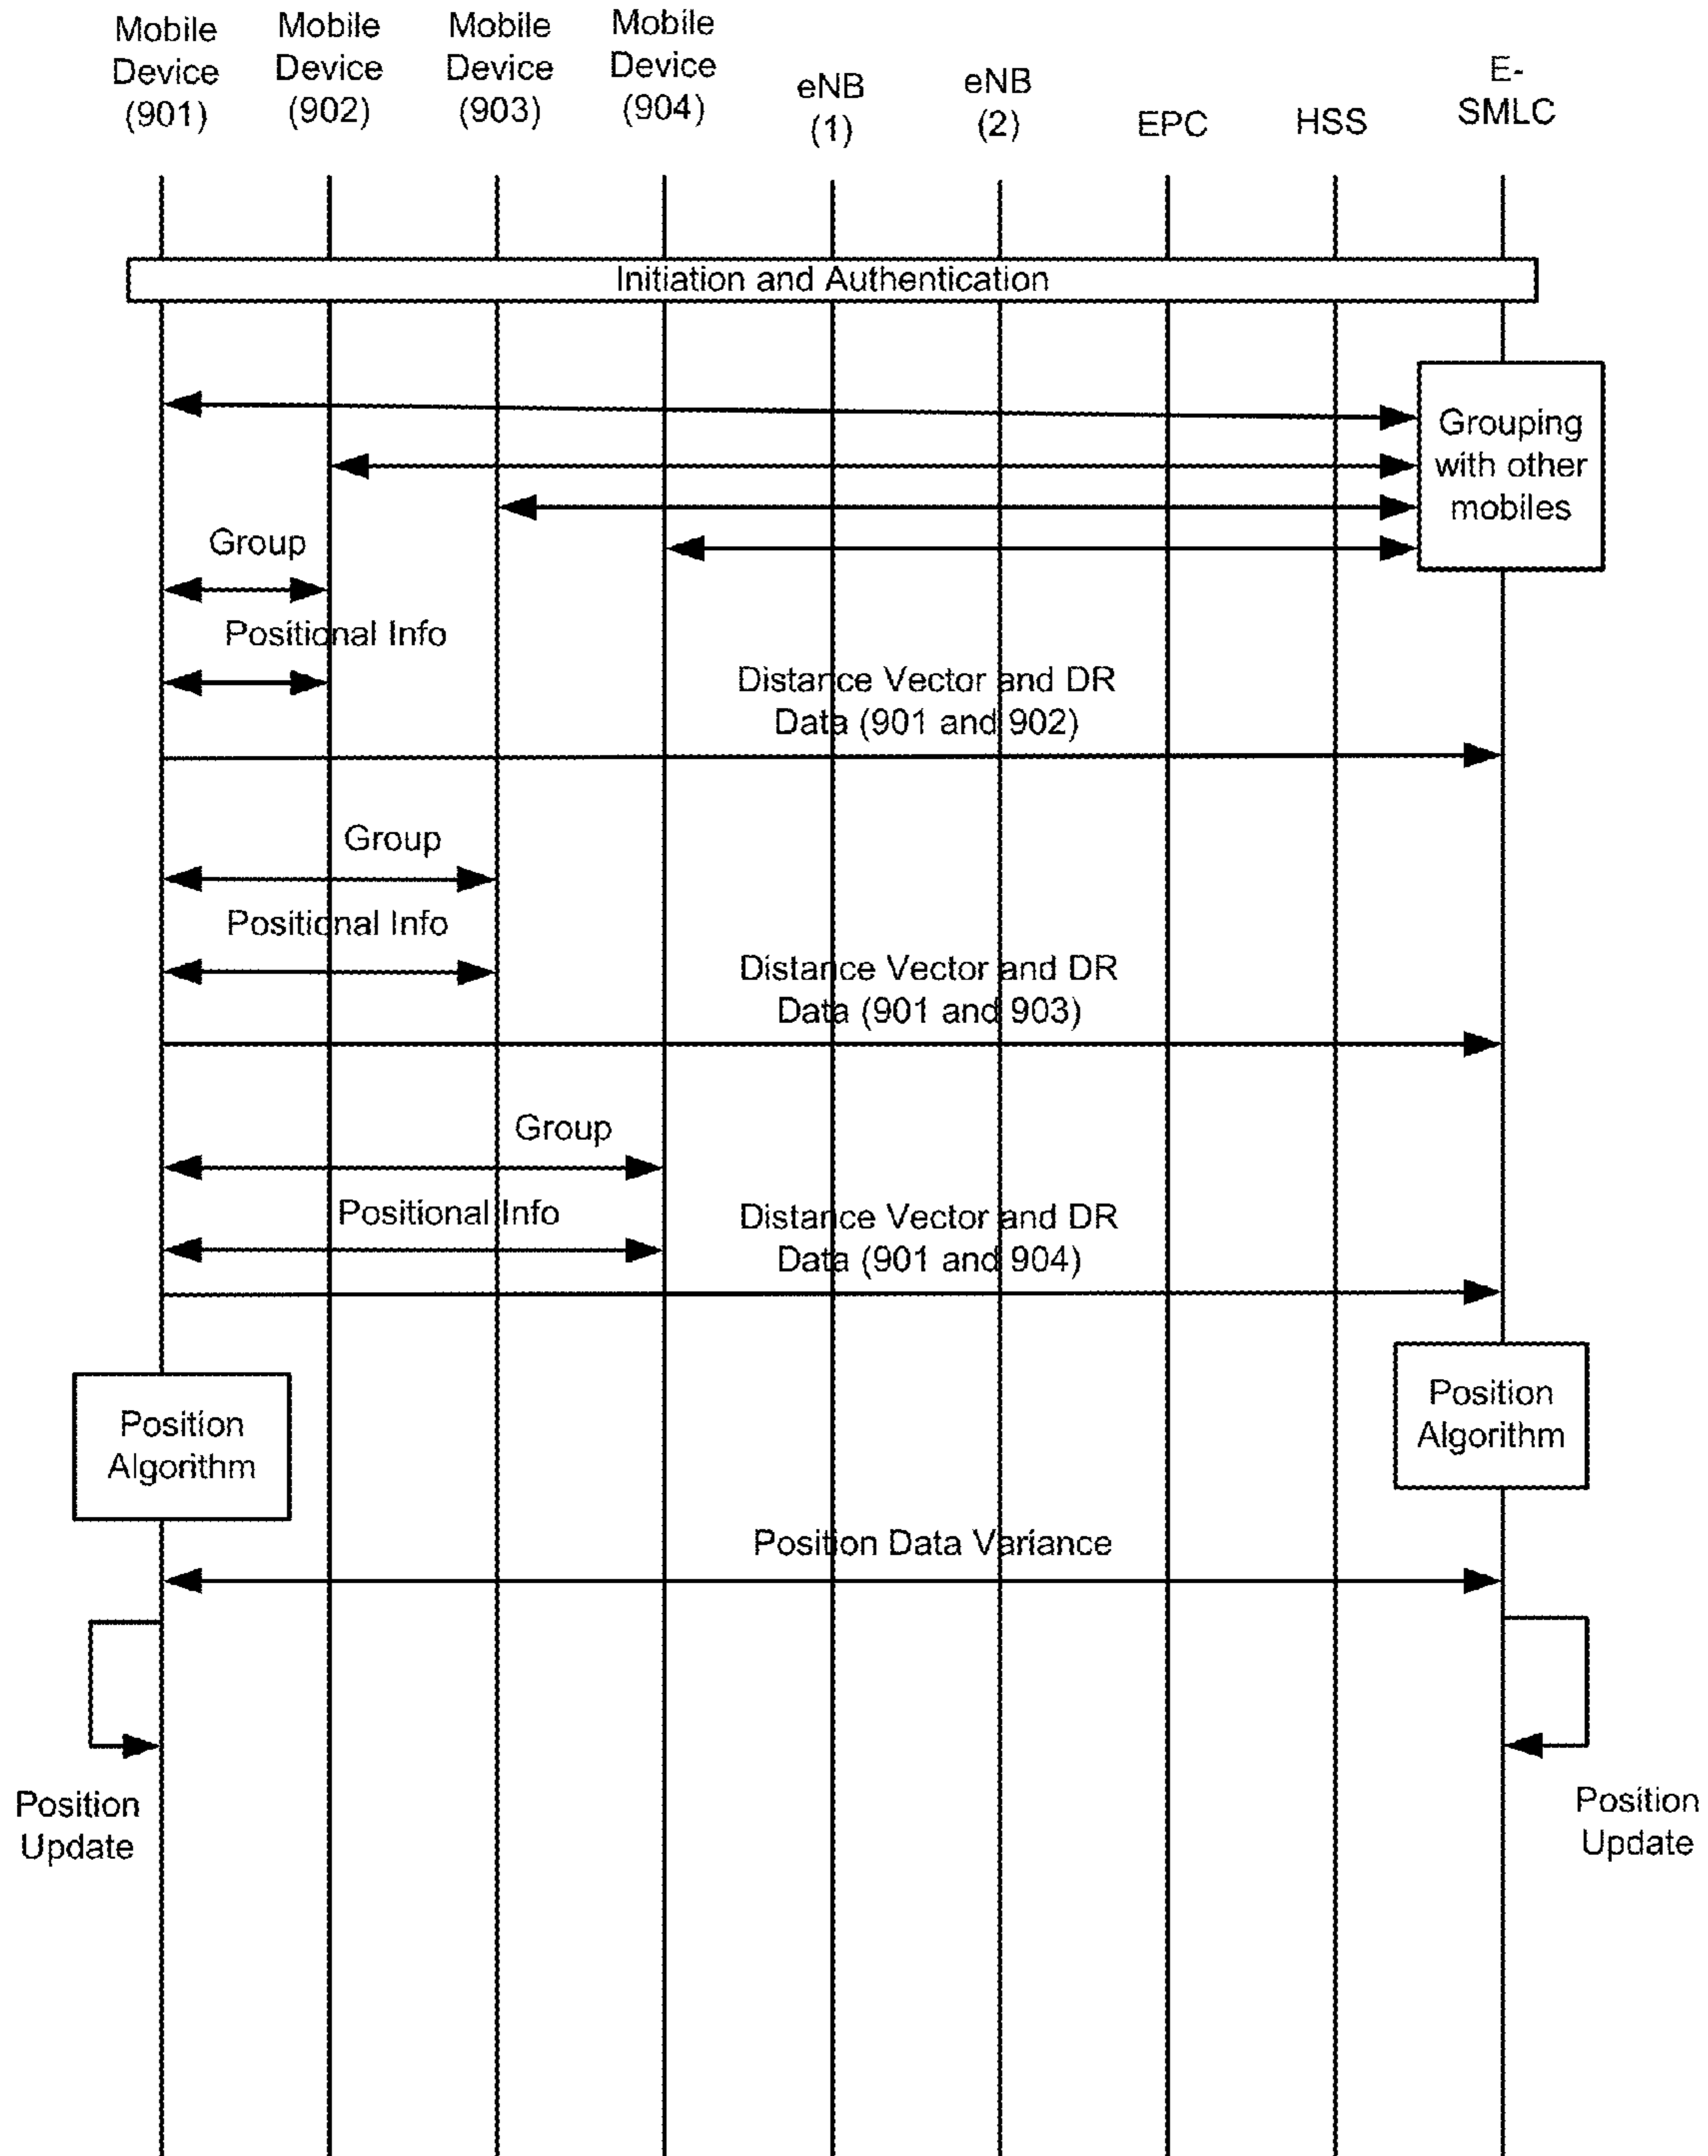 Mobile
Device
(901)
Mobile
Device
(902)
Mobile
Device
(903)
Mobile
Device
(904)
eNB
(1)
eNB
(2)
EPC
HSS
E-
SMLC
Initiation and Authentication
Grouping
with other
mobiles
Group
Positional Info
Distance Vector and DR
Data (901 and 902)
Group
Positional Info
Distance Vector and DR
Data (901 and 903)
Group
Positional Info
Distance Vector and DR
Data (901 and 904)
Position
Algorithm
Position
Algorithm
Position Data Variance
Position
Update
Position
Update